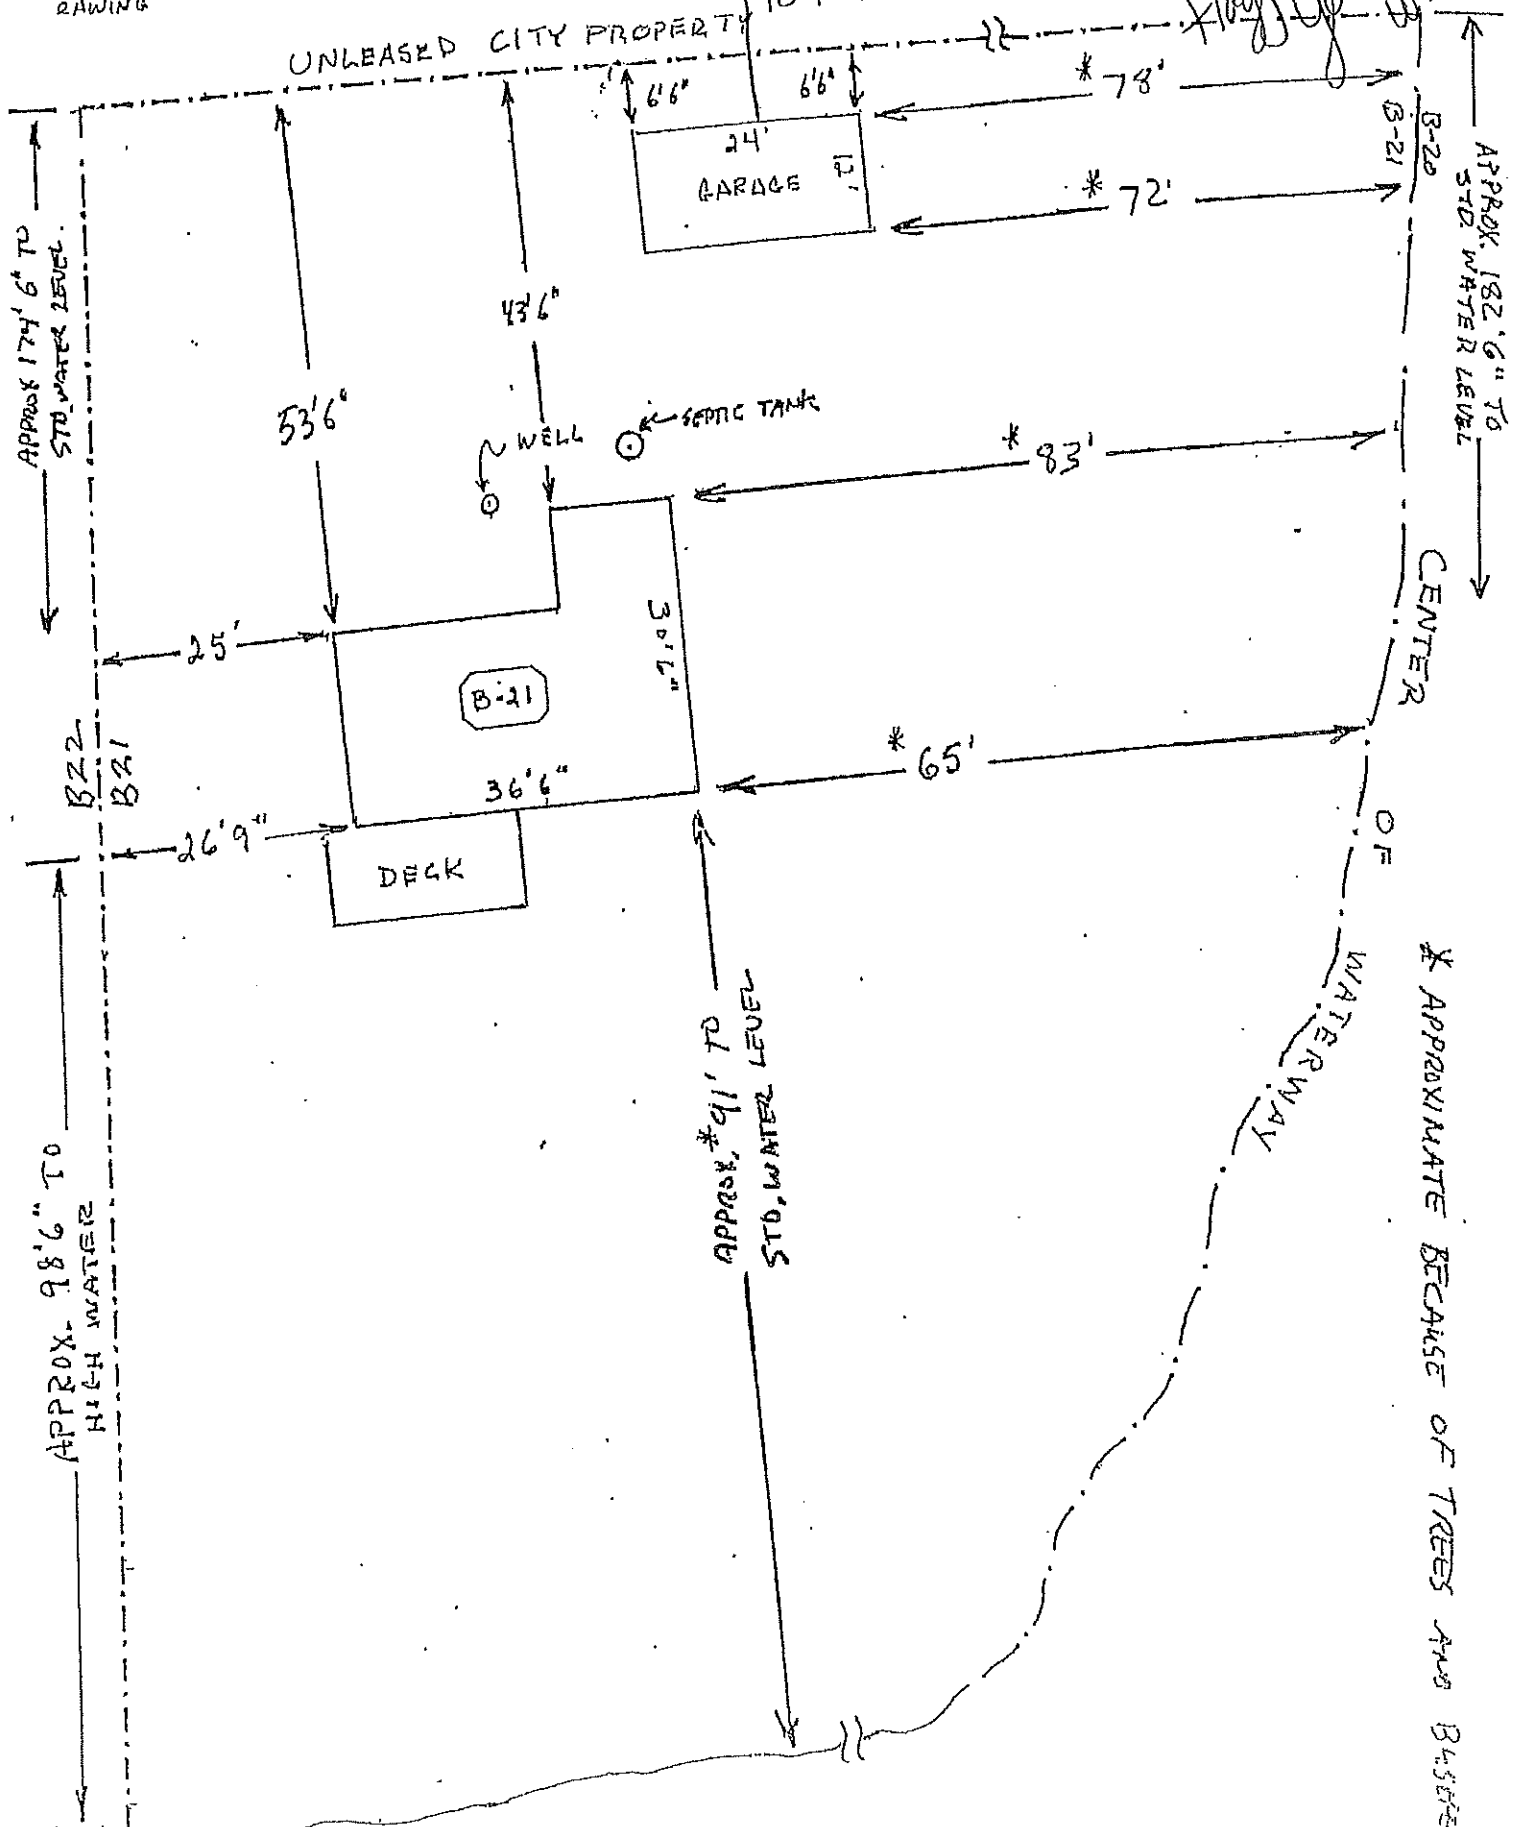 RAWING
UNLEASED CITY PROPERTY
6'6"
6'6"
* 78'
B-20
B-21
24'
GARAGE
12'
* 72'
APPROX. 182'6" TO
STD. WATER LEVEL
APPROX 174'6" TO
STD. WATER LEVEL.
43'6"
53'6"
SEPTIC TANK
WELL
* 83'
CENTER
OF
WATERWAY
25'
30'6"
B-21
36'6"
* 65'
B22
B21
26'9"
DECK
APPROX. *91' TO
STD. WATER LEVEL
APPROX. 98'6" TO
HIGH WATER
* APPROXIMATE BECAUSE OF TREES AND